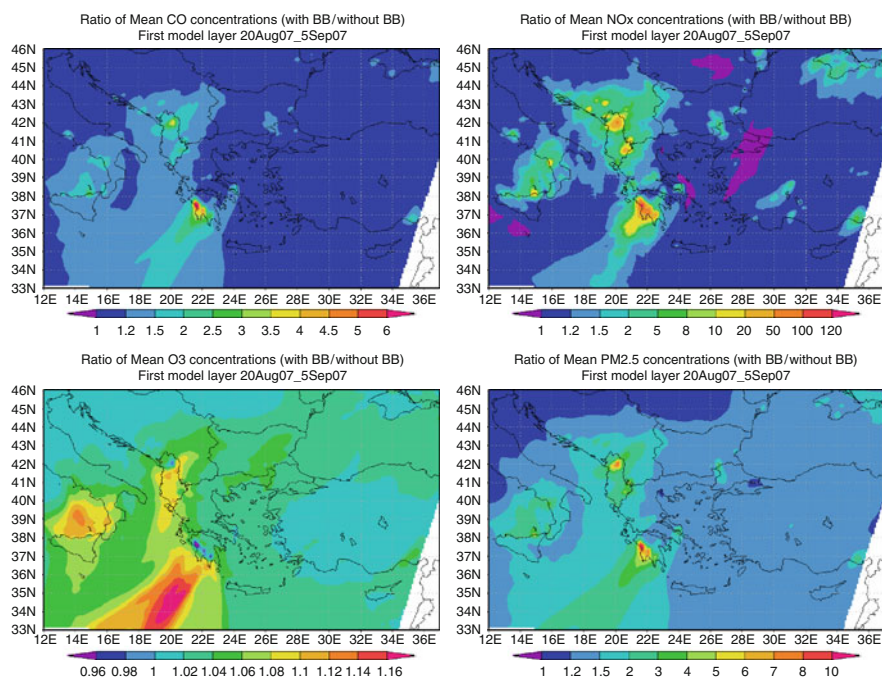 Ratio of Mean CO concentrations (with BB/without BB)
First model layer 20Aug07_5Sep07
46N
45N
44N
43N
42N
41N
40N
39N
38N
37N
36N
35N
34N
33N
12E 14E 16E 18E 20E 22E 24E 26E 28E 30E 32E 34E 36E
1 1.2 1.5 2 2.5 3 3.5 4 4.5 5 6
Ratio of Mean NOx concentrations (with BB/without BB)
First model layer 20Aug07_5Sep07
46N
45N
44N
43N
42N
41N
40N
39N
38N
37N
36N
35N
34N
33N
12E 14E 16E 18E 20E 22E 24E 26E 28E 30E 32E 34E 36E
1 1.2 1.5 2 5 8 10 20 50 100 120
Ratio of Mean O3 concentrations (with BB/without BB)
First model layer 20Aug07_5Sep07
46N
45N
44N
43N
42N
41N
40N
39N
38N
37N
36N
35N
34N
33N
12E 14E 16E 18E 20E 22E 24E 26E 28E 30E 32E 34E 36E
0.96 0.98 1 1.02 1.04 1.06 1.08 1.1 1.12 1.14 1.16
Ratio of Mean PM2.5 concentrations (with BB/without BB)
First model layer 20Aug07_5Sep07
46N
45N
44N
43N
42N
41N
40N
39N
38N
37N
36N
35N
34N
33N
12E 14E 16E 18E 20E 22E 24E 26E 28E 30E 32E 34E 36E
1 1.2 1.5 2 3 4 5 6 7 8 10